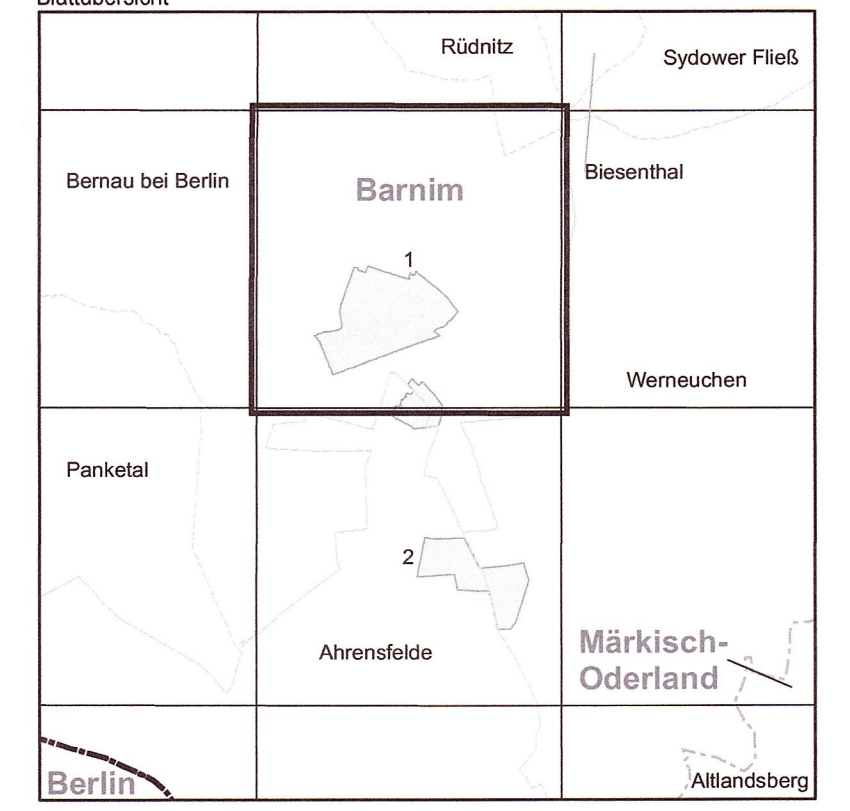 Blattübersicht
Rüdnitz
Sydower Fließ
Bernau bei Berlin
Barnim
Biesenthal
1
Werneuchen
Panketal
2
Ahrensfelde
Märkisch-
Oderland
Berlin
Altlandsberg